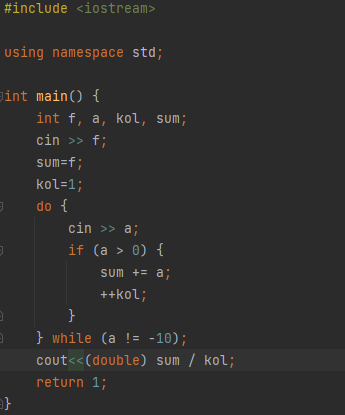 #include <iostream>
using namespace std;
int main() {
int f, a, kol, sum;
cin >> f;
sum=f;
kol=1;
do {
cin >> a;
if (a > 0) {
sum += a;
++kol;
}
} while (a != -10);
cout<<(double) sum / kol;
return 1;
}